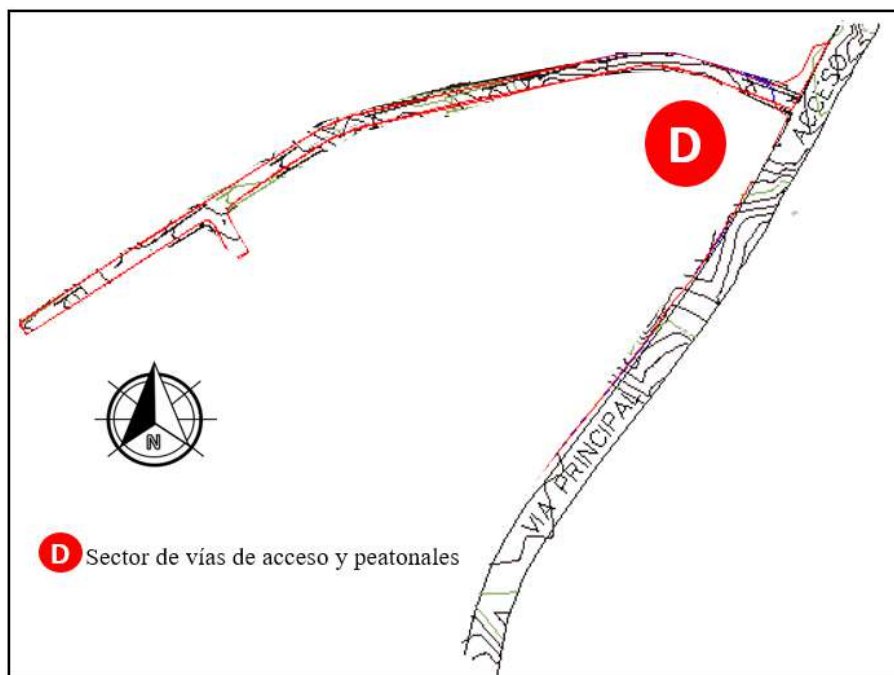 D
ACCESO
VIA PRINCIPAL
N
D Sector de vías de acceso y peatonales